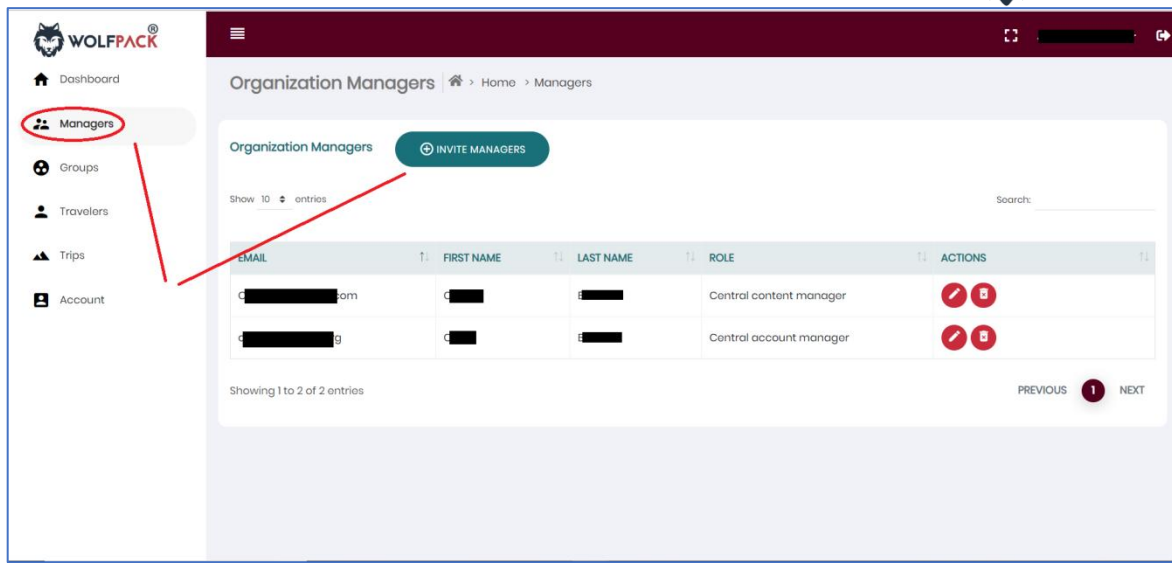 WOLFPACK®
Dashboard
Managers
Groups
Travelers
Trips
Account
Organization Managers > Home > Managers
Organization Managers
INVITE MANAGERS
Show 10 entries
Search:
EMAIL FIRST NAME LAST NAME ROLE ACTIONS
Central content manager
Central account manager
Showing 1 to 2 of 2 entries
PREVIOUS 1 NEXT